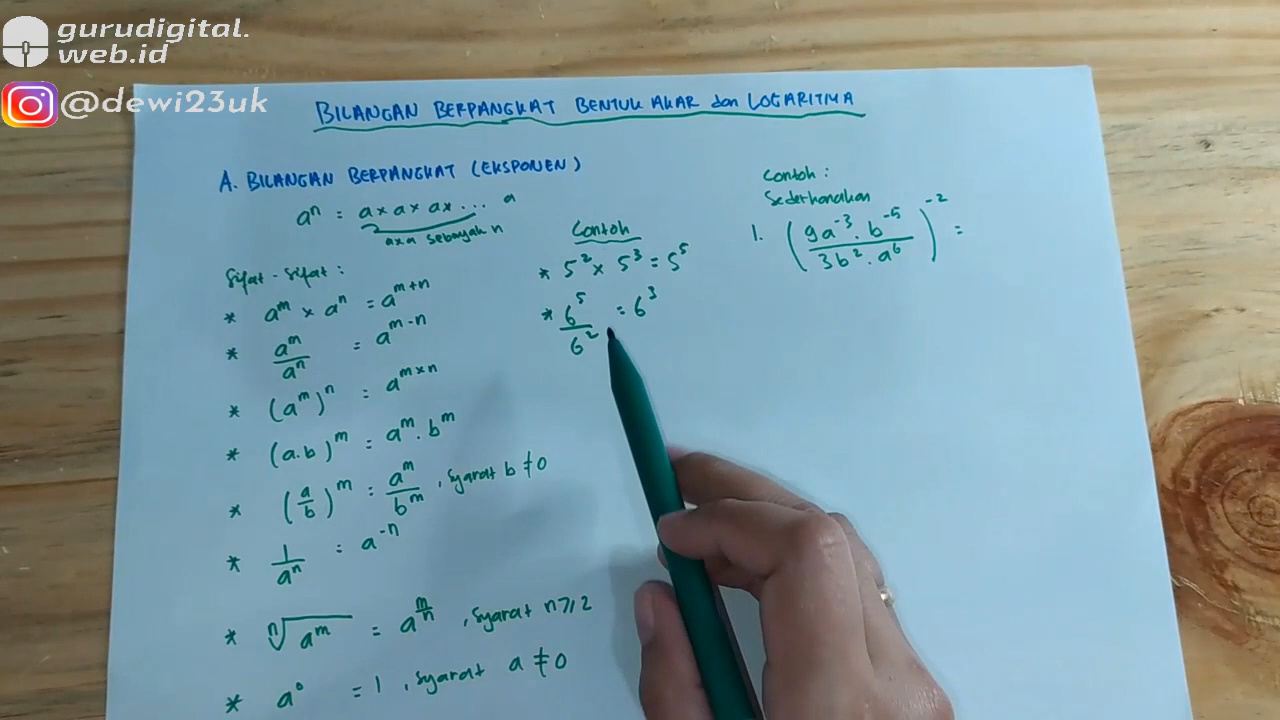 gurudigital.
web.id
@dewi23uk
BILANGAN BERPANGKAT BENTUK AKAR dan LOGARITMA
A. BILANGAN BERPANGKAT (EKSPONEN)
aⁿ = a x a x a x ... a
axa sebanyak n
Sifat-Sifat :
* aᵐ x aⁿ = aᵐ⁺ⁿ
* aᵐ/aⁿ = aᵐ⁻ⁿ
* (aᵐ)ⁿ = aᵐˣⁿ
* (a.b)ᵐ = aᵐ.bᵐ
* (a/b)ᵐ = aᵐ/bᵐ , syarat b ≠ 0
* 1/aⁿ = a⁻ⁿ
* ⁿ√aᵐ = a^(m/n) , syarat n ≥ 2
* a⁰ = 1 , syarat a ≠ 0
Contoh
* 5² x 5³ = 5⁵
* 6⁵/6² = 6³
Contoh :
Sederhanakan
1. (9a⁻³ . b⁻⁵ / 3b² . a⁶)⁻² =